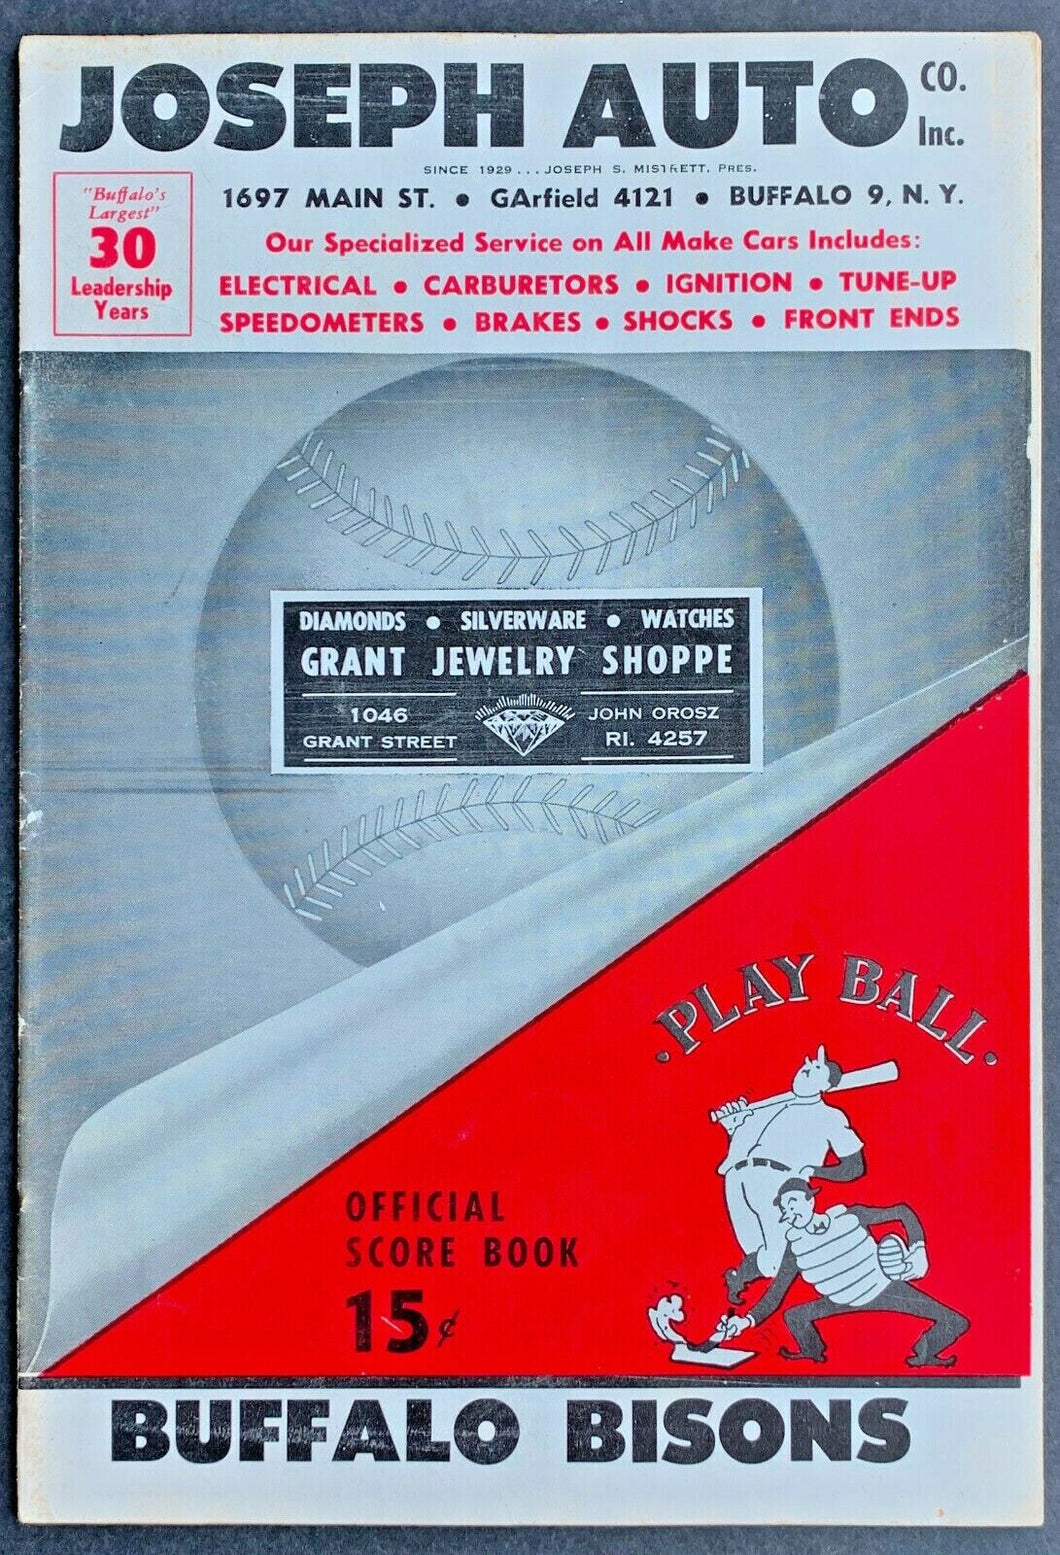 JOSEPH AUTO CO. Inc.
SINCE 1929 . . . JOSEPH S. MISTRETT, PRES.
"Buffalo's
Largest"
30
Leadership
Years
1697 MAIN ST. • GArfield 4121 • BUFFALO 9, N. Y.
Our Specialized Service on All Make Cars Includes:
ELECTRICAL • CARBURETORS • IGNITION • TUNE-UP
SPEEDOMETERS • BRAKES • SHOCKS • FRONT ENDS
DIAMONDS • SILVERWARE • WATCHES
GRANT JEWELRY SHOPPE
1046
GRANT STREET
JOHN OROSZ
RI. 4257
• PLAY BALL •
OFFICIAL
SCORE BOOK
15¢
BUFFALO BISONS